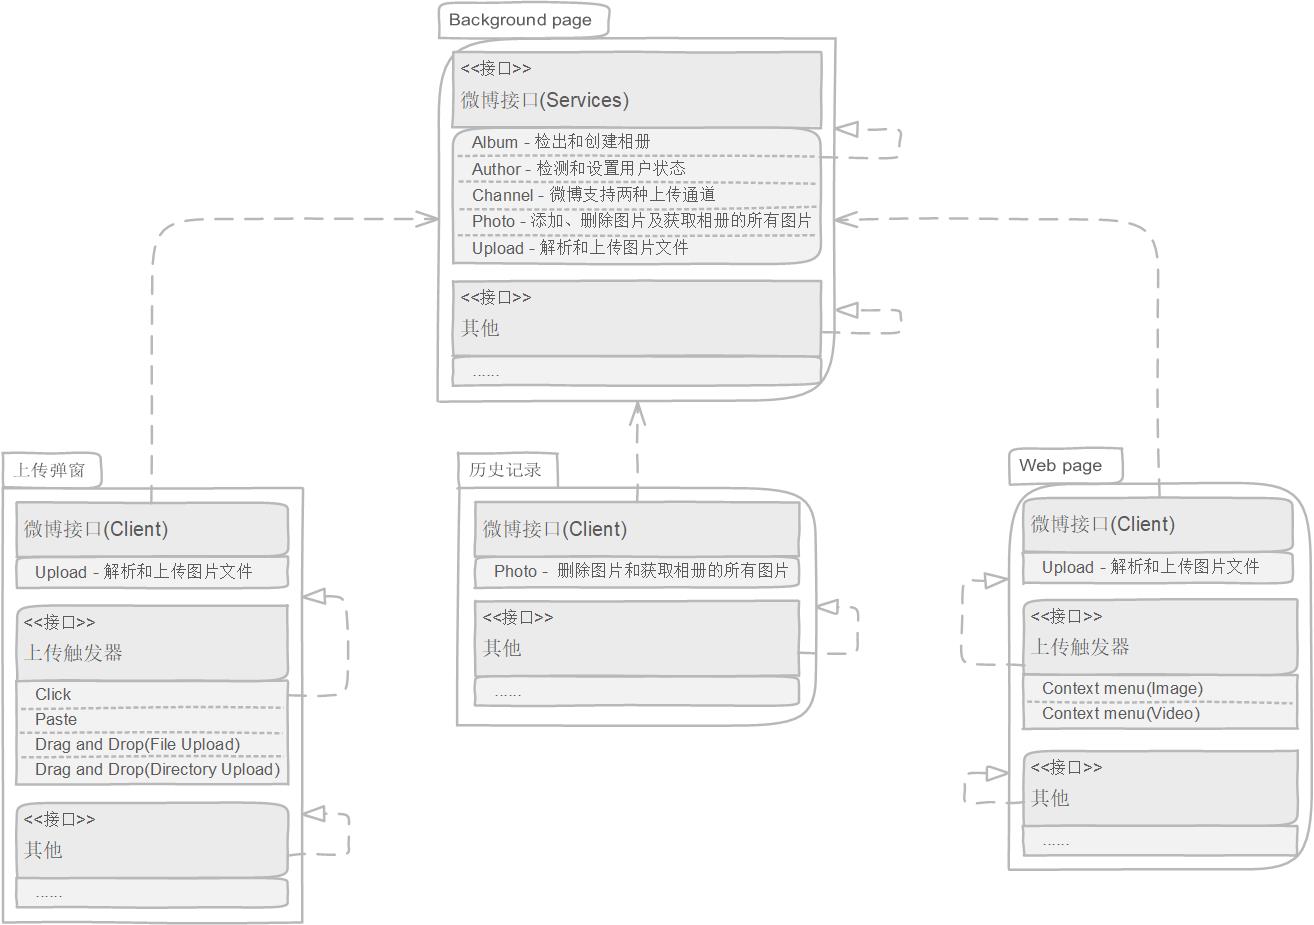 Background page
<<接口>>
微博接口(Services)
Album - 检出和创建相册
Author - 检测和设置用户状态
Channel - 微博支持两种上传通道
Photo - 添加、删除图片及获取相册的所有图片
Upload - 解析和上传图片文件
<<接口>>
其他
......
上传弹窗
微博接口(Client)
Upload - 解析和上传图片文件
<<接口>>
上传触发器
Click
Paste
Drag and Drop(File Upload)
Drag and Drop(Directory Upload)
<<接口>>
其他
......
历史记录
微博接口(Client)
Photo - 删除图片和获取相册的所有图片
<<接口>>
其他
......
Web page
微博接口(Client)
Upload - 解析和上传图片文件
<<接口>>
上传触发器
Context menu(Image)
Context menu(Video)
<<接口>>
其他
......